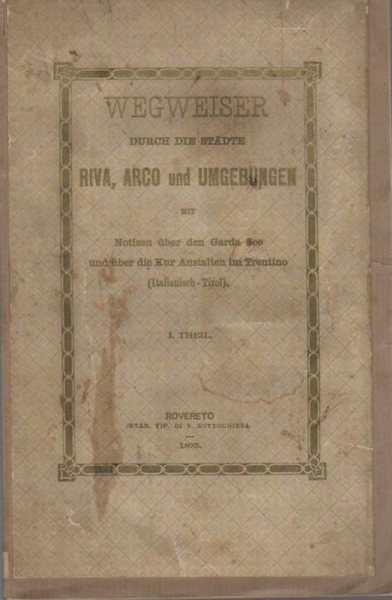 WEGWEISER
DURCH DIE STÄDTE
RIVA, ARCO und UMGEBUNGEN
MIT
Notizen über den Garda See
und über die Kur Anstalten im Trentino
(Italienisch-Tirol).
I. THEIL.
ROVERETO
STAB. TIP. DI V. SOTTOCHIESA
1875.